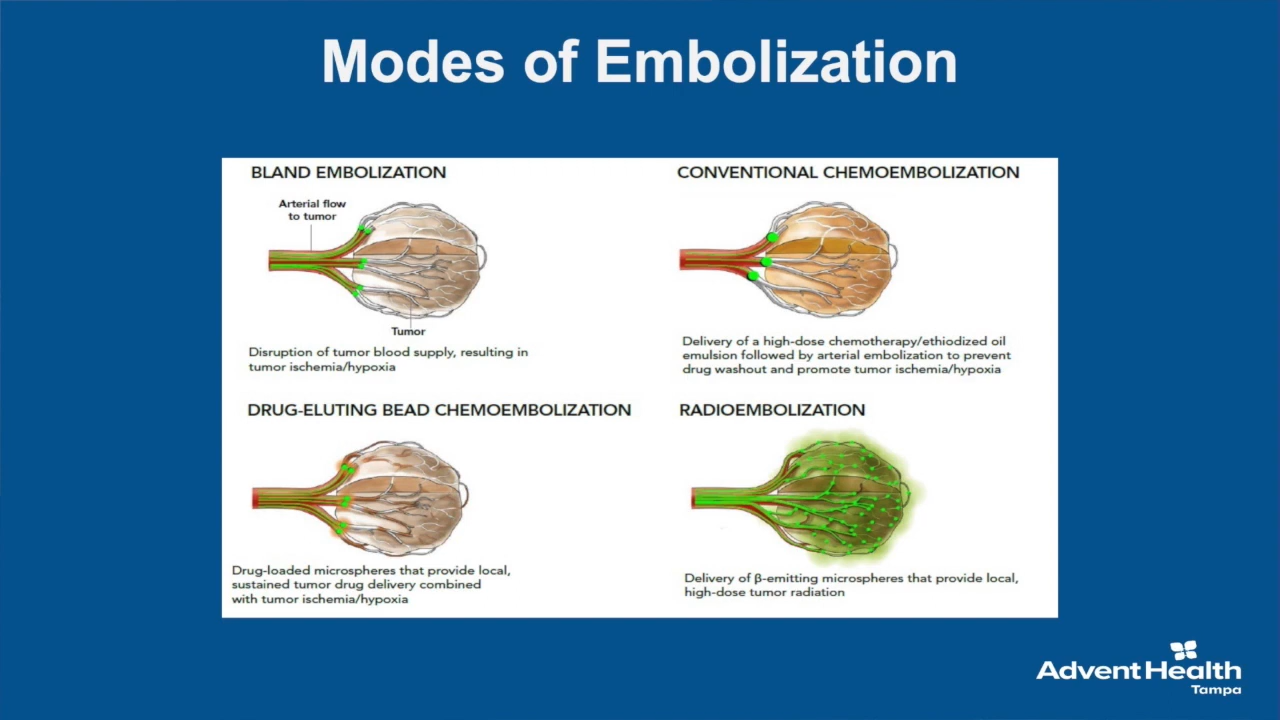 Modes of Embolization
BLAND EMBOLIZATION
Arterial flow
to tumor
Tumor
Disruption of tumor blood supply, resulting in
tumor ischemia/hypoxia
CONVENTIONAL CHEMOEMBOLIZATION
Delivery of a high-dose chemotherapy/ethiodized oil
emulsion followed by arterial embolization to prevent
drug washout and promote tumor ischemia/hypoxia
DRUG-ELUTING BEAD CHEMOEMBOLIZATION
Drug-loaded microspheres that provide local,
sustained tumor drug delivery combined
with tumor ischemia/hypoxia
RADIOEMBOLIZATION
Delivery of β-emitting microspheres that provide local,
high-dose tumor radiation
AdventHealth
Tampa